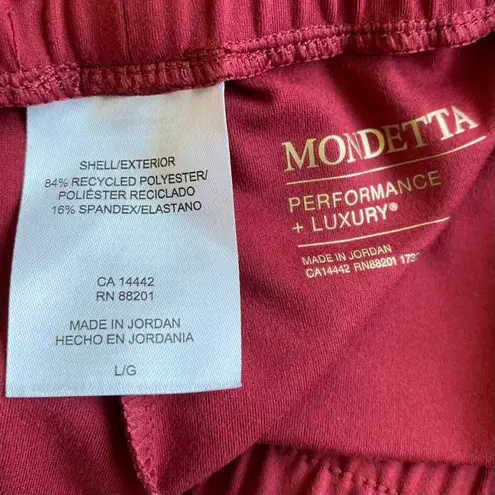 SHELL/EXTERIOR
84% RECYCLED POLYESTER/
POLIÉSTER RECICLADO
16% SPANDEX/ELASTANO
CA 14442
RN 88201
MADE IN JORDAN
HECHO EN JORDANIA
L/G
MONDETTA
PERFORMANCE
+ LUXURY®
MADE IN JORDAN
CA14442 RN88201